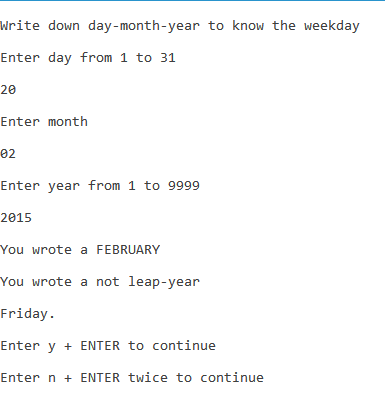 Write down day-month-year to know the weekday
Enter day from 1 to 31
20
Enter month
02
Enter year from 1 to 9999
2015
You wrote a FEBRUARY
You wrote a not leap-year
Friday.
Enter y + ENTER to continue
Enter n + ENTER twice to continue